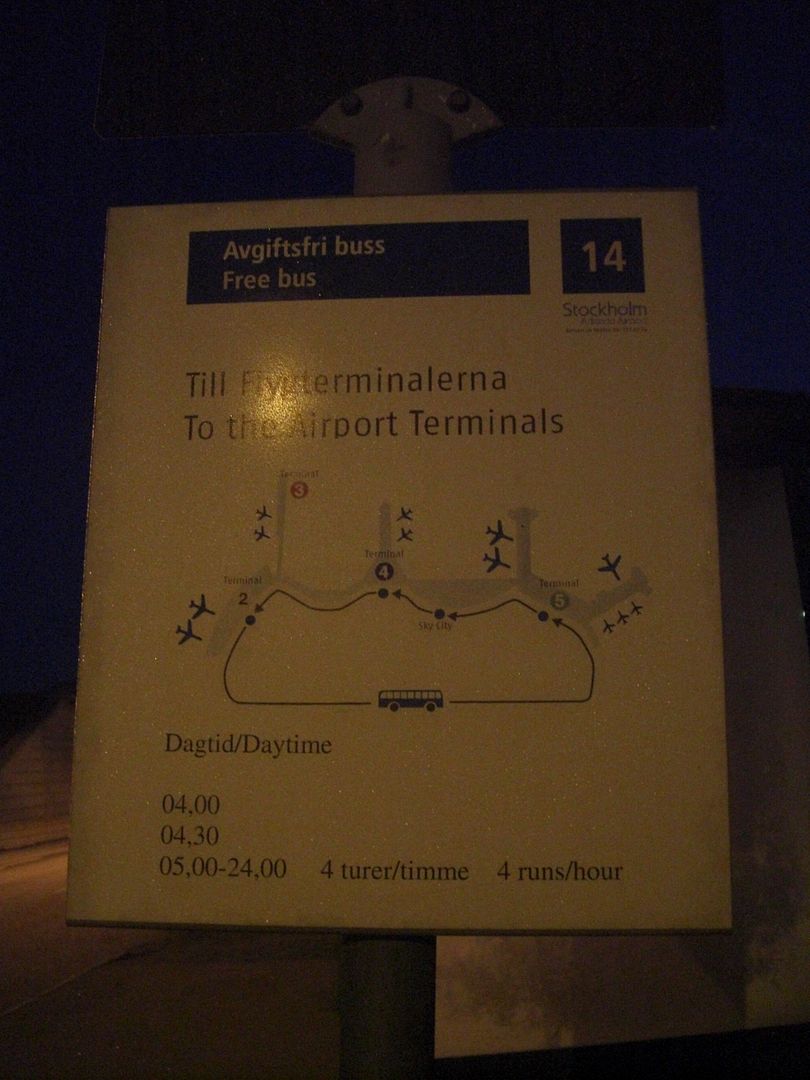 Avgiftsfri buss
Free bus
14
Stockholm
Arlanda Airport
Till Flygterminalerna
To the Airport Terminals
Terminal
3
Terminal
4
Terminal
2
Terminal
5
Sky City
Dagtid/Daytime
04,00
04,30
05,00-24,00 4 turer/timme 4 runs/hour